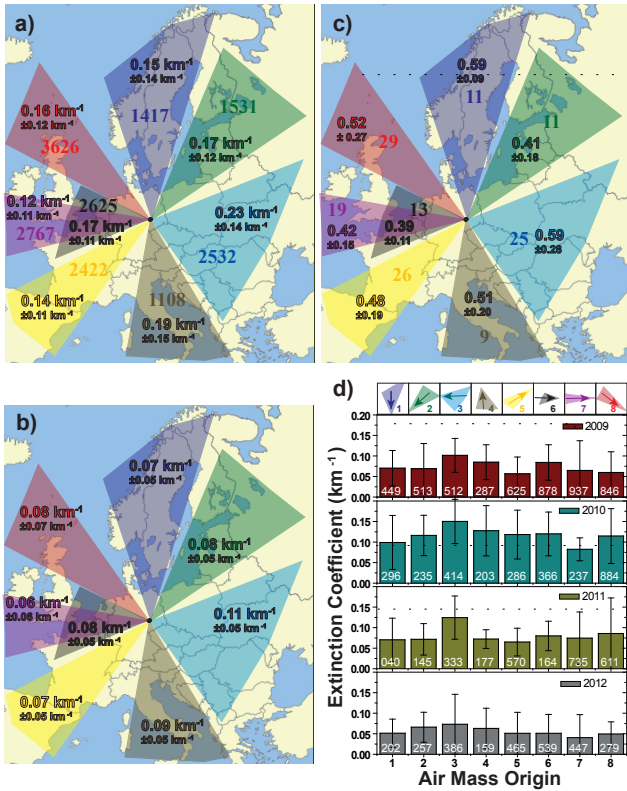 a)
0.15 km⁻¹
±0.14 km⁻¹
1417
1531
0.17 km⁻¹
±0.12 km⁻¹
0.16 km⁻¹
±0.12 km⁻¹
3626
0.12 km⁻¹
±0.11 km⁻¹
2767
2625
0.17 km⁻¹
±0.11 km⁻¹
0.23 km⁻¹
±0.14 km⁻¹
2532
2422
0.14 km⁻¹
±0.11 km⁻¹
1108
0.19 km⁻¹
±0.15 km⁻¹
c)
0.59
±0.09
11
11
0.41
±0.18
0.52
± 0.27
29
19
0.42
±0.15
13
0.39
±0.11
25
0.59
±0.28
26
0.48
±0.19
0.51
±0.20
9
b)
0.07 km⁻¹
±0.05 km⁻¹
0.08 km⁻¹
±0.07 km⁻¹
0.08 km⁻¹
±0.05 km⁻¹
0.06 km⁻¹
±0.06 km⁻¹
0.08 km⁻¹
±0.05 km⁻¹
0.11 km⁻¹
±0.06 km⁻¹
0.07 km⁻¹
±0.05 km⁻¹
0.09 km⁻¹
±0.05 km⁻¹
d)
1 2 3 4 5 6 7 8
Extinction Coefficient (km⁻¹)
0.20
0.15
0.10
0.05
0.00
2009
449 513 512 287 625 878 937 846
0.15
0.10
0.05
0.00
2010
296 235 414 203 286 366 237 884
0.15
0.10
0.05
0.00
2011
040 145 333 177 570 164 735 611
0.15
0.10
0.05
0.00
2012
202 257 386 159 465 539 447 279
1 2 3 4 5 6 7 8
Air Mass Origin